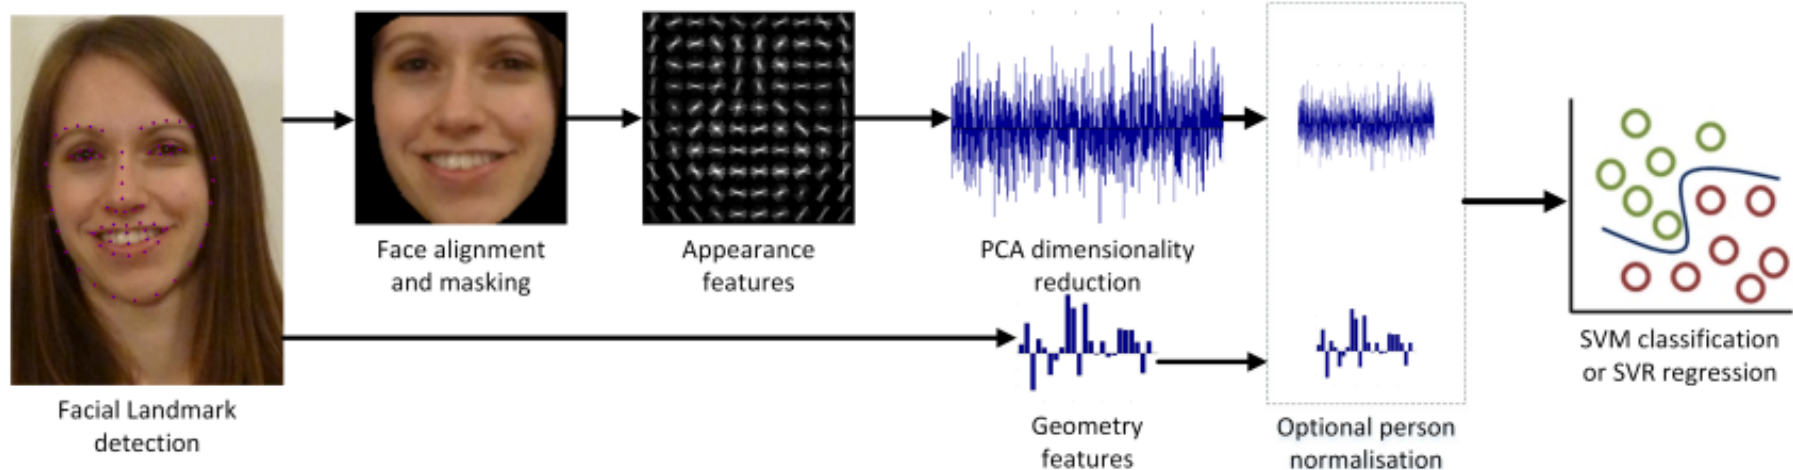 Facial Landmark
detection
Face alignment
and masking
Appearance
features
PCA dimensionality
reduction
Geometry
features
Optional person
normalisation
SVM classification
or SVR regression